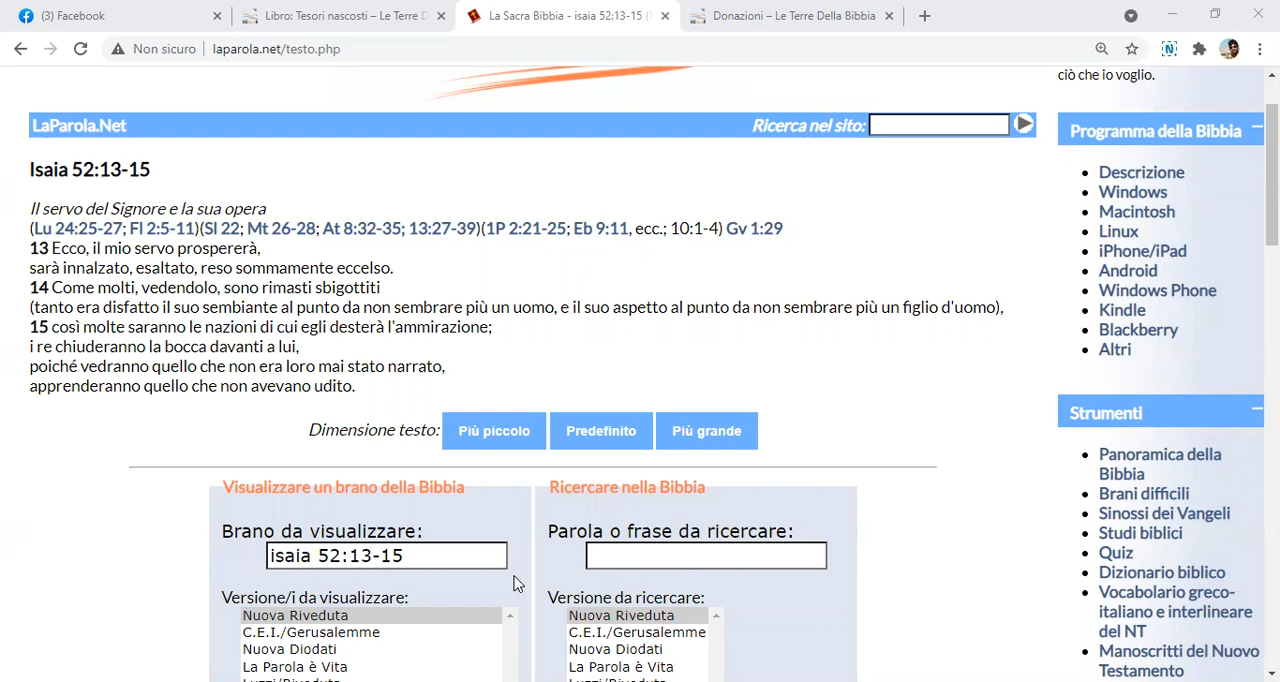 (3) Facebook
Libro: Tesori nascosti – Le Terre D
La Sacra Bibbia - isaia 52:13-15 (
Donazioni – Le Terre Della Bibbia
Non sicuro
laparola.net/testo.php
ciò che io voglio.
LaParola.Net
Ricerca nel sito:
Isaia 52:13-15
Il servo del Signore e la sua opera
(Lu 24:25-27; Fl 2:5-11)(Sl 22; Mt 26-28; At 8:32-35; 13:27-39)(1P 2:21-25; Eb 9:11, ecc.; 10:1-4) Gv 1:29
13 Ecco, il mio servo prospererà,
sarà innalzato, esaltato, reso sommamente eccelso.
14 Come molti, vedendolo, sono rimasti sbigottiti
(tanto era disfatto il suo sembiante al punto da non sembrare più un uomo, e il suo aspetto al punto da non sembrare più un figlio d'uomo),
15 così molte saranno le nazioni di cui egli desterà l'ammirazione;
i re chiuderanno la bocca davanti a lui,
poiché vedranno quello che non era loro mai stato narrato,
apprenderanno quello che non avevano udito.
Dimensione testo:
Più piccolo
Predefinito
Più grande
Visualizzare un brano della Bibbia
Brano da visualizzare:
isaia 52:13-15
Versione/i da visualizzare:
Nuova Riveduta
C.E.I./Gerusalemme
Nuova Diodati
La Parola è Vita
Luzzi/Riveduta
Ricercare nella Bibbia
Parola o frase da ricercare:
Versione da ricercare:
Nuova Riveduta
C.E.I./Gerusalemme
Nuova Diodati
La Parola è Vita
Luzzi/Riveduta
Programma della Bibbia
Descrizione
Windows
Macintosh
Linux
iPhone/iPad
Android
Windows Phone
Kindle
Blackberry
Altri
Strumenti
Panoramica della
Bibbia
Brani difficili
Sinossi dei Vangeli
Studi biblici
Quiz
Dizionario biblico
Vocabolario greco-
italiano e interlineare
del NT
Manoscritti del Nuovo
Testamento